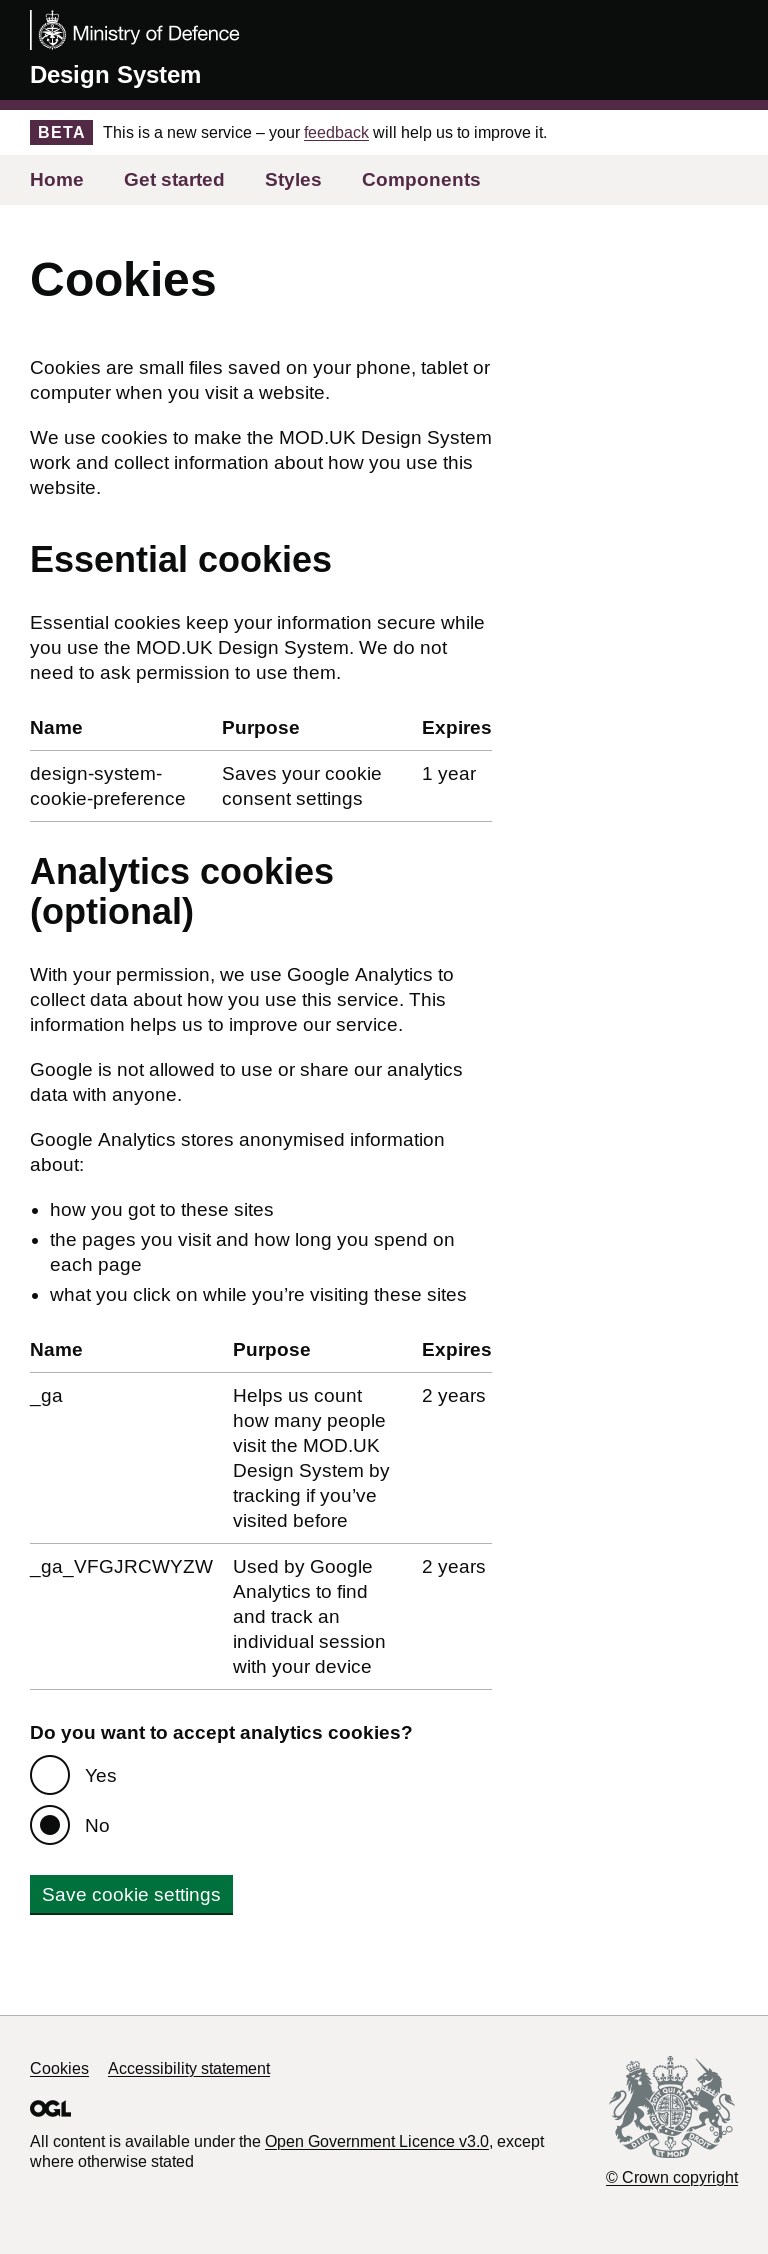 Ministry of Defence
Design System
BETA This is a new service – your feedback will help us to improve it.
Home Get started Styles Components
Cookies
Cookies are small files saved on your phone, tablet or
computer when you visit a website.
We use cookies to make the MOD.UK Design System
work and collect information about how you use this
website.
Essential cookies
Essential cookies keep your information secure while
you use the MOD.UK Design System. We do not
need to ask permission to use them.
Name Purpose Expires
design-system- Saves your cookie 1 year
cookie-preference consent settings
Analytics cookies
(optional)
With your permission, we use Google Analytics to
collect data about how you use this service. This
information helps us to improve our service.
Google is not allowed to use or share our analytics
data with anyone.
Google Analytics stores anonymised information
about:
• how you got to these sites
• the pages you visit and how long you spend on
each page
• what you click on while you’re visiting these sites
Name Purpose Expires
_ga Helps us count 2 years
how many people
visit the MOD.UK
Design System by
tracking if you’ve
visited before
_ga_VFGJRCWYZW Used by Google 2 years
Analytics to find
and track an
individual session
with your device
Do you want to accept analytics cookies?
Yes
No
Save cookie settings
Cookies Accessibility statement
OGL
All content is available under the Open Government Licence v3.0, except
where otherwise stated
DIEU ET MON DROIT
© Crown copyright